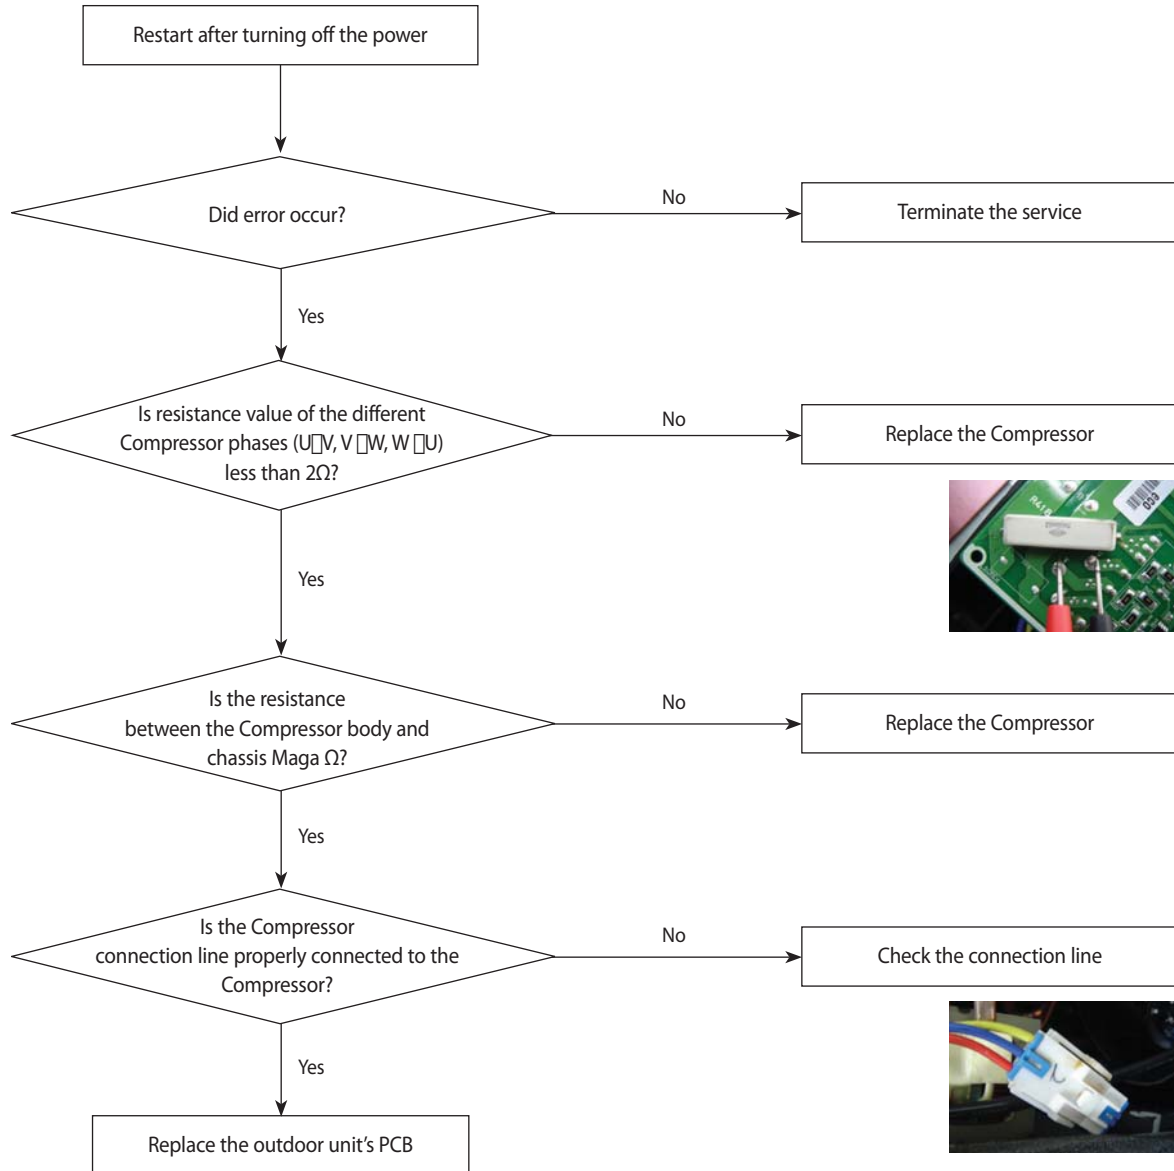 Restart after turning off the power
Did error occur?
No
Terminate the service
Yes
Is resistance value of the different
Compressor phases (U▯V, V ▯W, W ▯U)
less than 2Ω?
No
Replace the Compressor
R418
eco
Yes
Is the resistance
between the Compressor body and
chassis Maga Ω?
No
Replace the Compressor
Yes
Is the Compressor
connection line properly connected to the
Compressor?
No
Check the connection line
Yes
Replace the outdoor unit's PCB